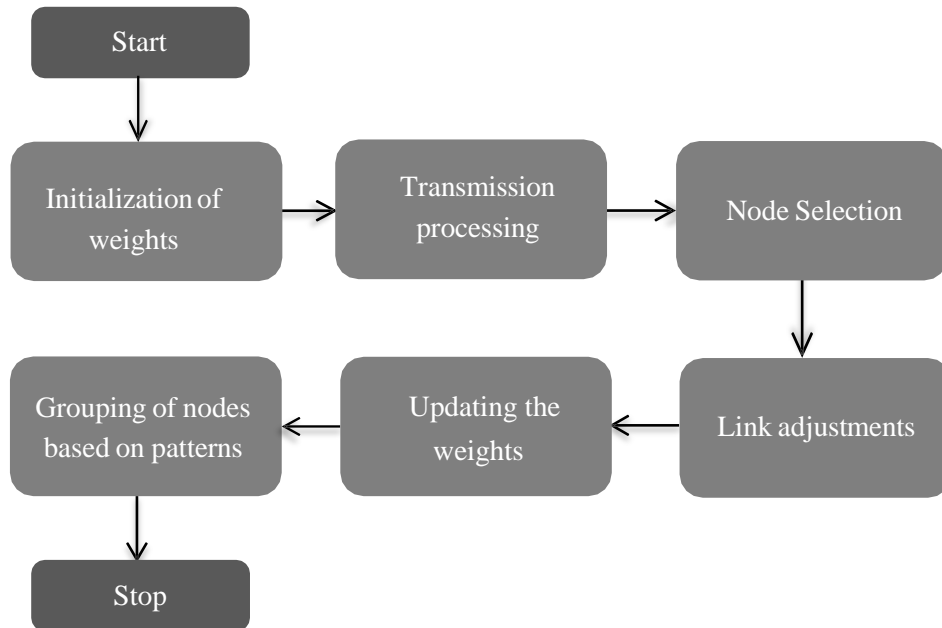 Start
Initialization of
weights
Transmission
processing
Node Selection
Link adjustments
Updating the
weights
Grouping of nodes
based on patterns
Stop